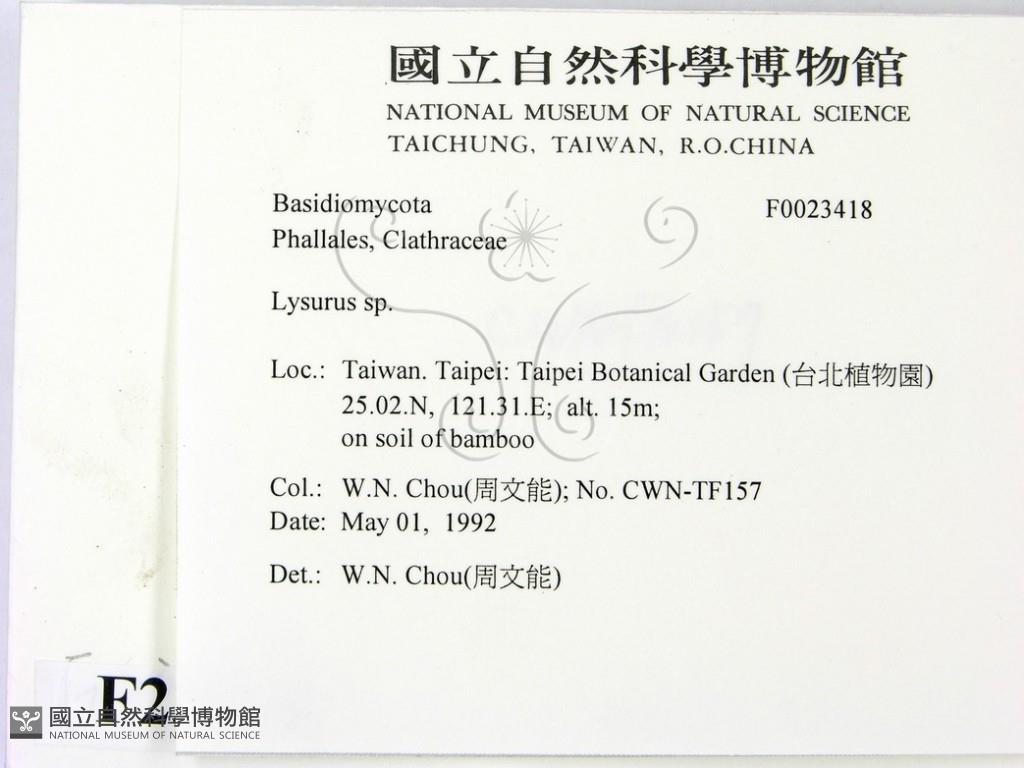 國立自然科學博物館
NATIONAL MUSEUM OF NATURAL SCIENCE
TAICHUNG, TAIWAN, R.O.CHINA
Basidiomycota F0023418
Phallales, Clathraceae
Lysurus sp.
Loc.: Taiwan. Taipei: Taipei Botanical Garden (台北植物園)
25.02.N, 121.31.E; alt. 15m;
on soil of bamboo
Col.: W.N. Chou(周文能); No. CWN-TF157
Date: May 01, 1992
Det.: W.N. Chou(周文能)
F2
國立自然科學博物館
NATIONAL MUSEUM OF NATURAL SCIENCE